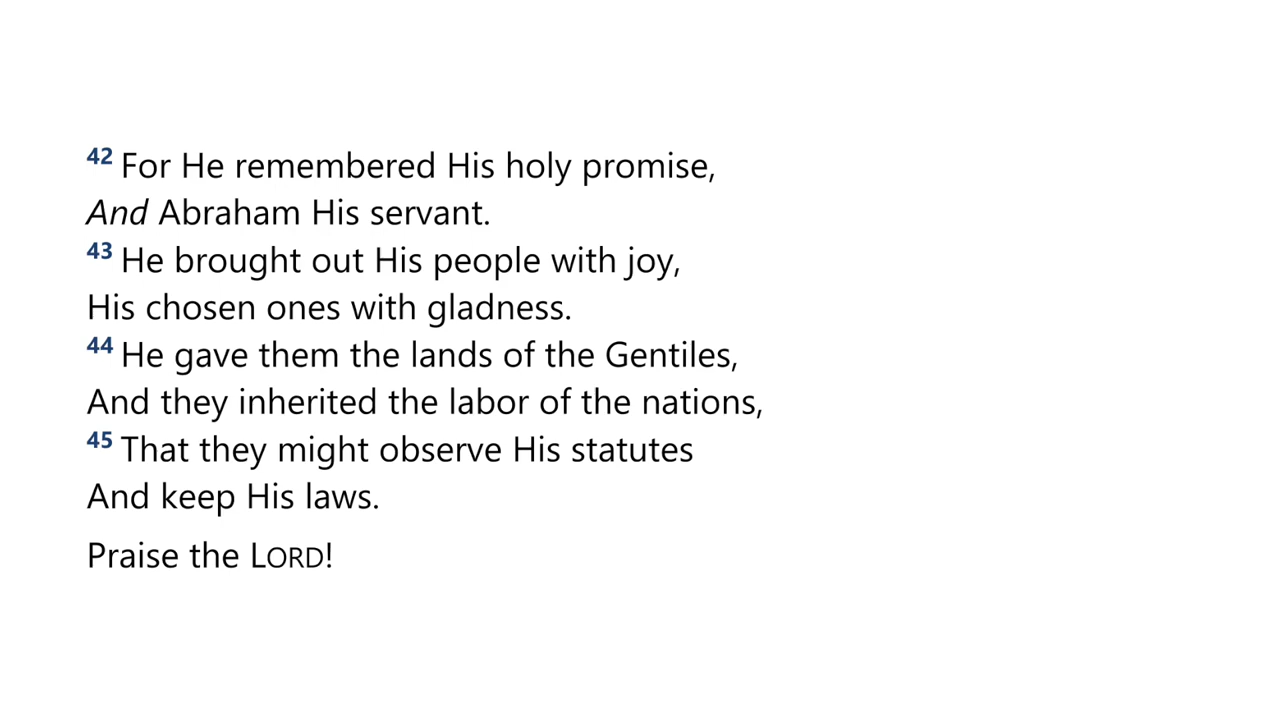 42 For He remembered His holy promise,
And Abraham His servant.
43 He brought out His people with joy,
His chosen ones with gladness.
44 He gave them the lands of the Gentiles,
And they inherited the labor of the nations,
45 That they might observe His statutes
And keep His laws.
Praise the LORD!